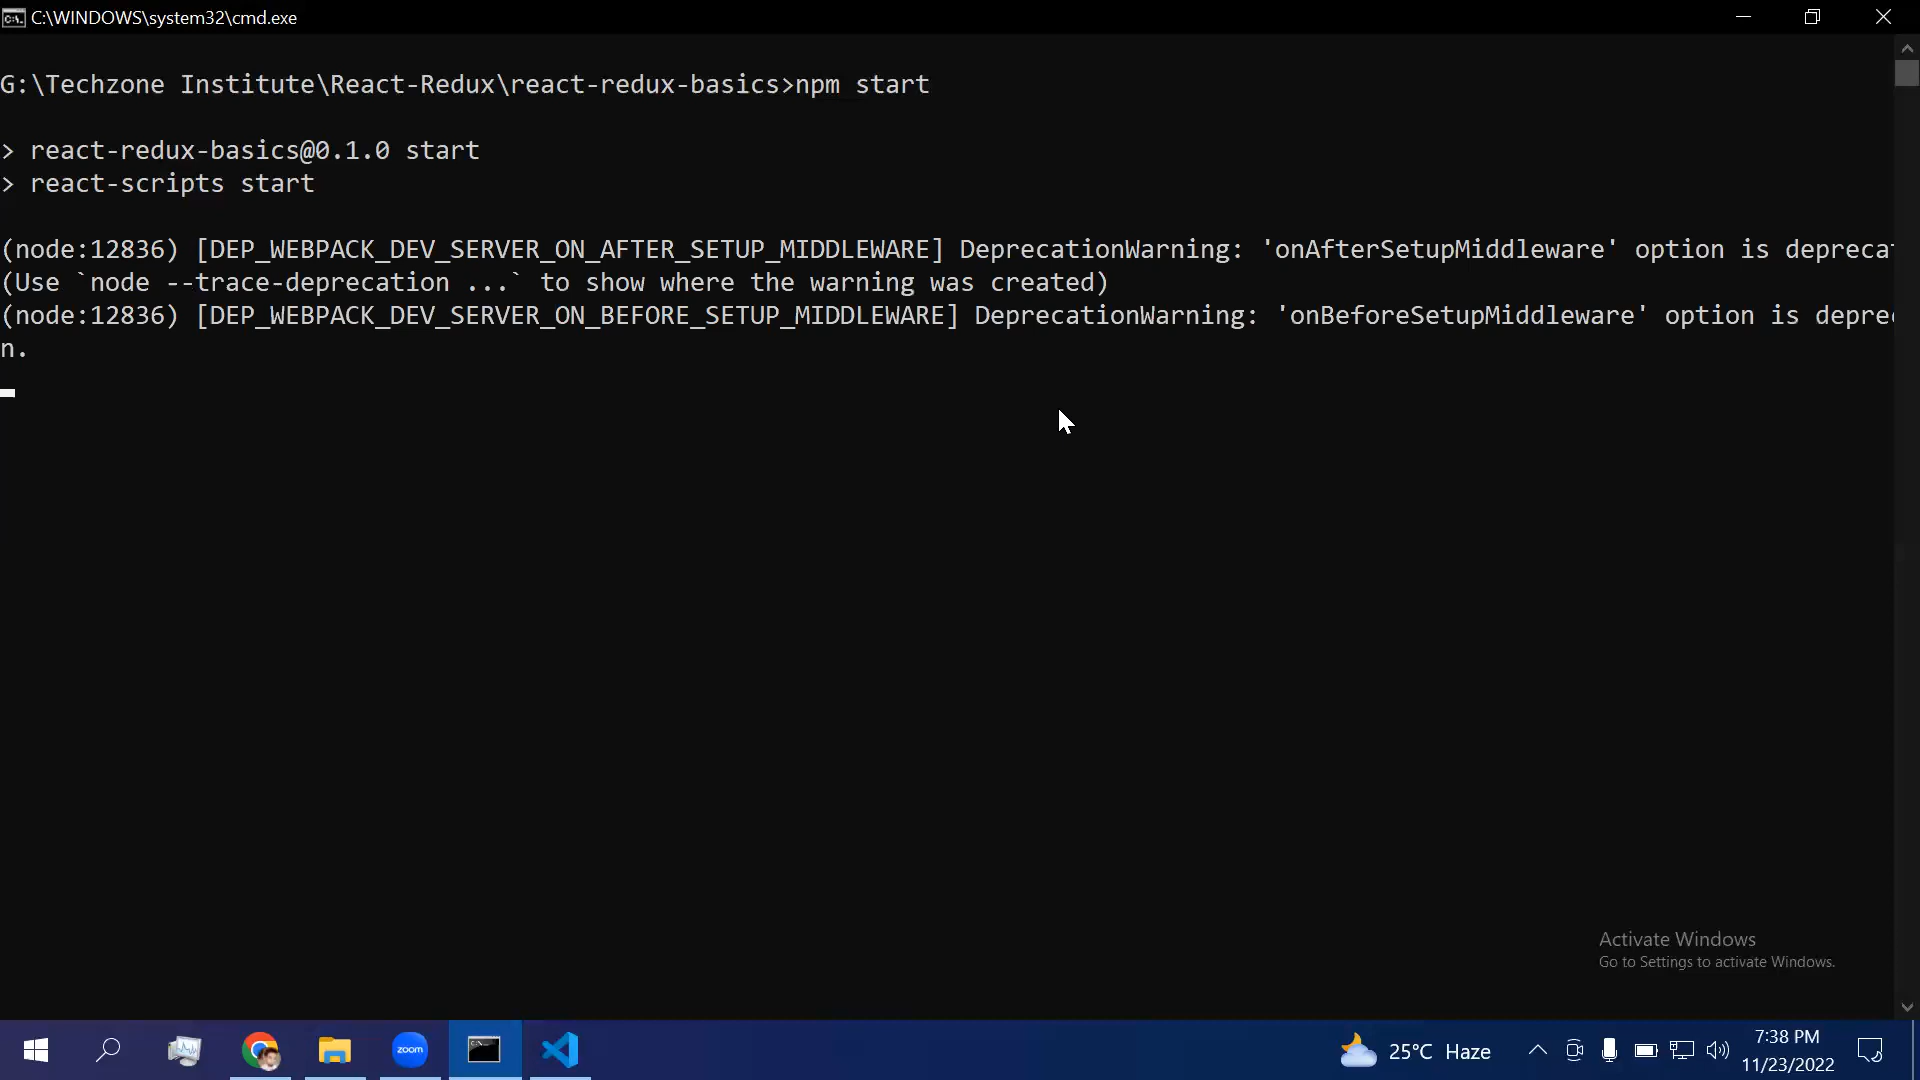 C:\WINDOWS\system32\cmd.exe
G:\Techzone Institute\React-Redux\react-redux-basics>npm start
> react-redux-basics@0.1.0 start
> react-scripts start
(node:12836) [DEP_WEBPACK_DEV_SERVER_ON_AFTER_SETUP_MIDDLEWARE] DeprecationWarning: 'onAfterSetupMiddleware' option is depreca
(Use `node --trace-deprecation ...` to show where the warning was created)
(node:12836) [DEP_WEBPACK_DEV_SERVER_ON_BEFORE_SETUP_MIDDLEWARE] DeprecationWarning: 'onBeforeSetupMiddleware' option is depre
n.
Activate Windows
Go to Settings to activate Windows.
zoom
25°C Haze
7:38 PM
11/23/2022